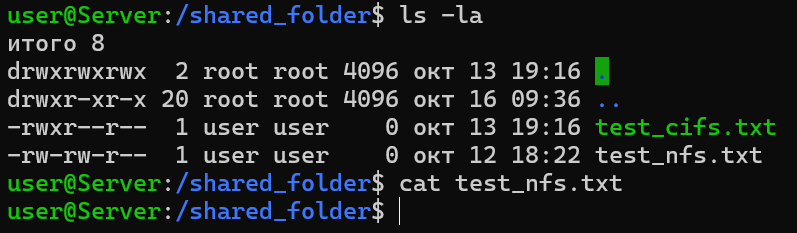 user@Server:/shared_folder$ ls -la
итого 8
drwxrwxrwx  2 root root 4096 окт 13 19:16 .
drwxr-xr-x 20 root root 4096 окт 16 09:36 ..
-rwxr--r--  1 user user    0 окт 13 19:16 test_cifs.txt
-rw-rw-r--  1 user user    0 окт 12 18:22 test_nfs.txt
user@Server:/shared_folder$ cat test_nfs.txt
user@Server:/shared_folder$